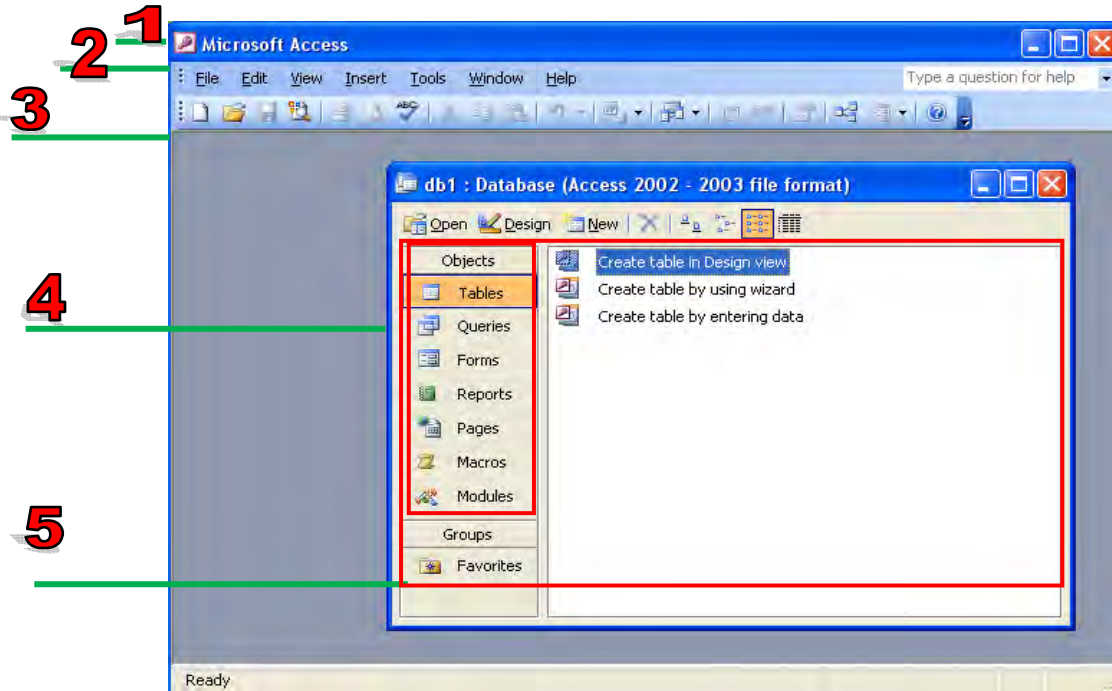 1
Microsoft Access
2
File Edit View Insert Tools Window Help Type a question for help
3
ABC
db1 : Database (Access 2002 - 2003 file format)
Open Design New
Objects
Create table in Design view
4
Tables
Create table by using wizard
Queries
Create table by entering data
Forms
Reports
Pages
Macros
5
Modules
Groups
Favorites
Ready